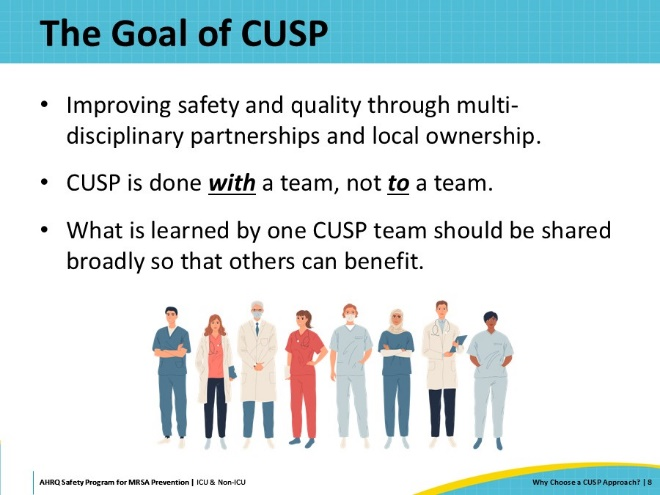 The Goal of CUSP
• Improving safety and quality through multi-
disciplinary partnerships and local ownership.
• CUSP is done with a team, not to a team.
• What is learned by one CUSP team should be shared
broadly so that others can benefit.
AHRQ Safety Program for MRSA Prevention | ICU & Non-ICU
Why Choose a CUSP Approach? | 8